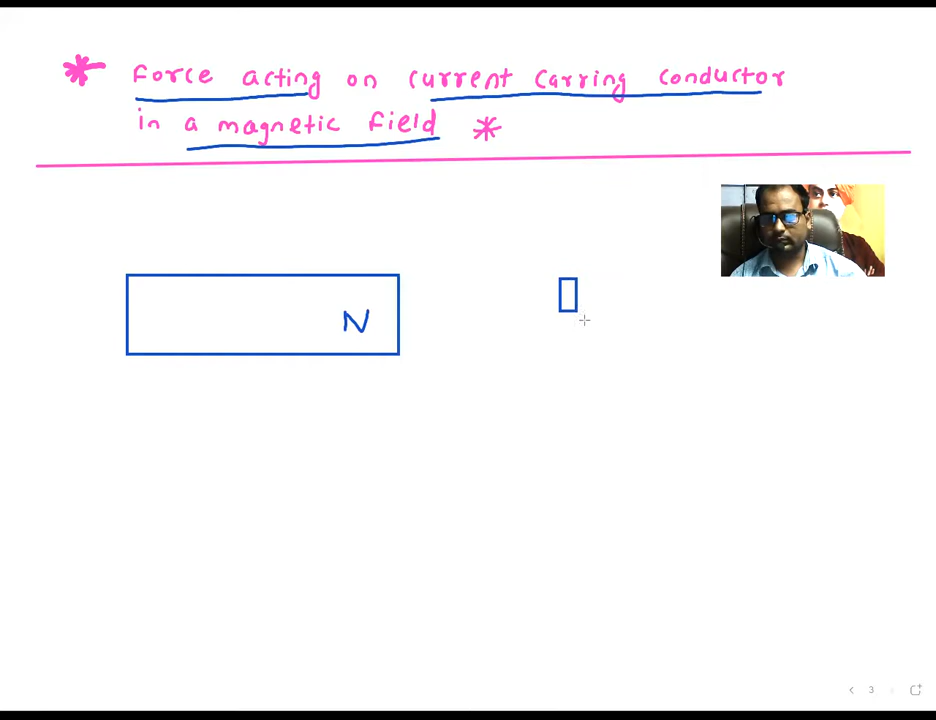 * Force acting on current carring conductor
in a magnetic field *
N
3